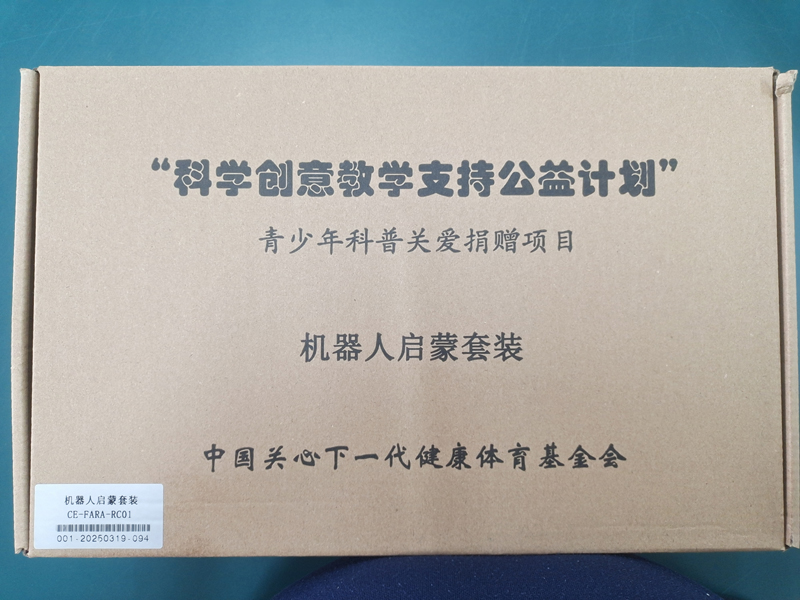 “科学创意教学支持公益计划”
青少年科普关爱捐赠项目
机器人启蒙套装
中国关心下一代健康体育基金会
机器人启蒙套装
CE-FARA-RC01
001-20250319-094